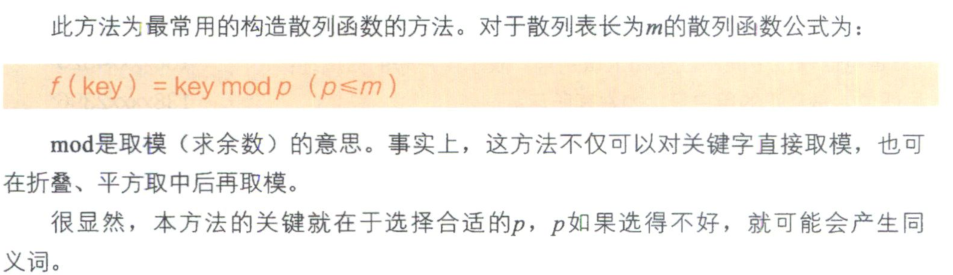 此方法为最常用的构造散列函数的方法。对于散列表长为m的散列函数公式为：
f（key）= key mod p（p≤m）
mod是取模（求余数）的意思。事实上，这方法不仅可以对关键字直接取模，也可
在折叠、平方取中后再取模。
很显然，本方法的关键就在于选择合适的p，p如果选得不好，就可能会产生同
义词。